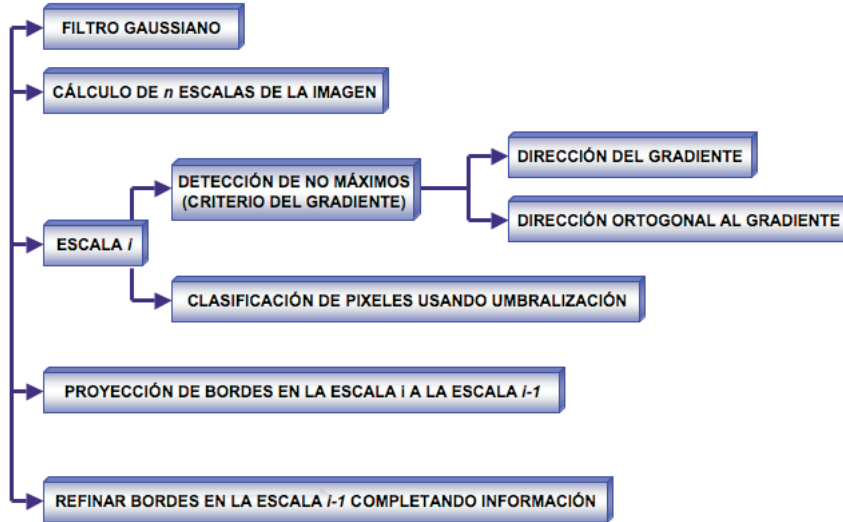 FILTRO GAUSSIANO
CÁLCULO DE n ESCALAS DE LA IMAGEN
DIRECCIÓN DEL GRADIENTE
DETECCIÓN DE NO MÁXIMOS
(CRITERIO DEL GRADIENTE)
DIRECCIÓN ORTOGONAL AL GRADIENTE
ESCALA i
CLASIFICACIÓN DE PIXELES USANDO UMBRALIZACIÓN
PROYECCIÓN DE BORDES EN LA ESCALA i A LA ESCALA i-1
REFINAR BORDES EN LA ESCALA i-1 COMPLETANDO INFORMACIÓN